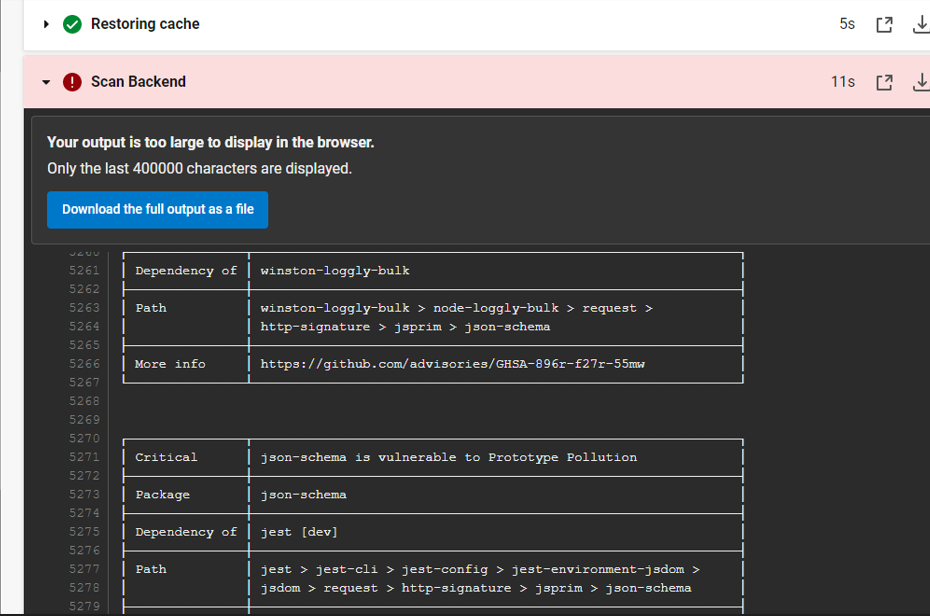 Restoring cache 5s
Scan Backend 11s
Your output is too large to display in the browser.
Only the last 400000 characters are displayed.
Download the full output as a file
5260
5261 Dependency of winston-loggly-bulk
5262
5263 Path winston-loggly-bulk > node-loggly-bulk > request >
5264 http-signature > jsprim > json-schema
5265
5266 More info https://github.com/advisories/GHSA-896r-f27r-55mw
5267
5268
5269
5270
5271 Critical json-schema is vulnerable to Prototype Pollution
5272
5273 Package json-schema
5274
5275 Dependency of jest [dev]
5276
5277 Path jest > jest-cli > jest-config > jest-environment-jsdom >
5278 jsdom > request > http-signature > jsprim > json-schema
5279